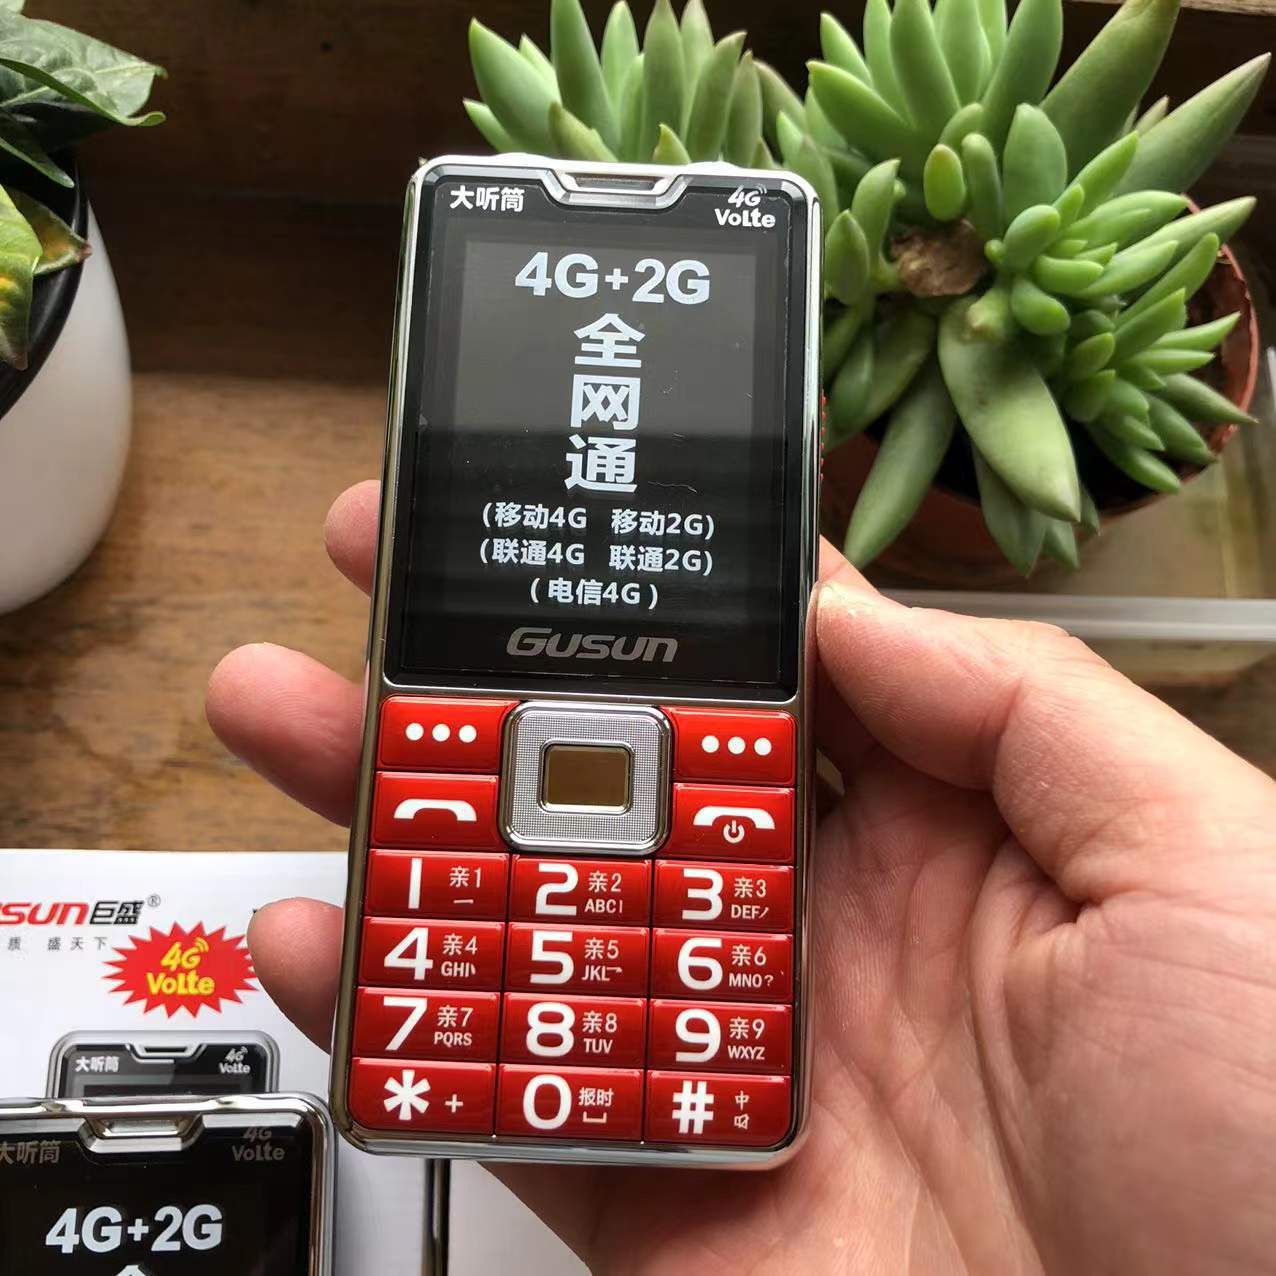 大听筒
4G
VoLte
4G+2G
全
网
通
(移动4G 移动2G)
(联通4G 联通2G)
(电信4G)
GUSUN
1 亲1
2 亲2 ABC
3 亲3 DEF
4 亲4 GHI
5 亲5 JKL
6 亲6 MNO?
7 亲7 PQRS
8 亲8 TUV
9 亲9 WXYZ
* +
0 报时
# 中
SUN巨盛®
质 盛天下
4G
VoLte
大听筒
4G
VoLte
大听筒
4G
VoLte
4G+2G